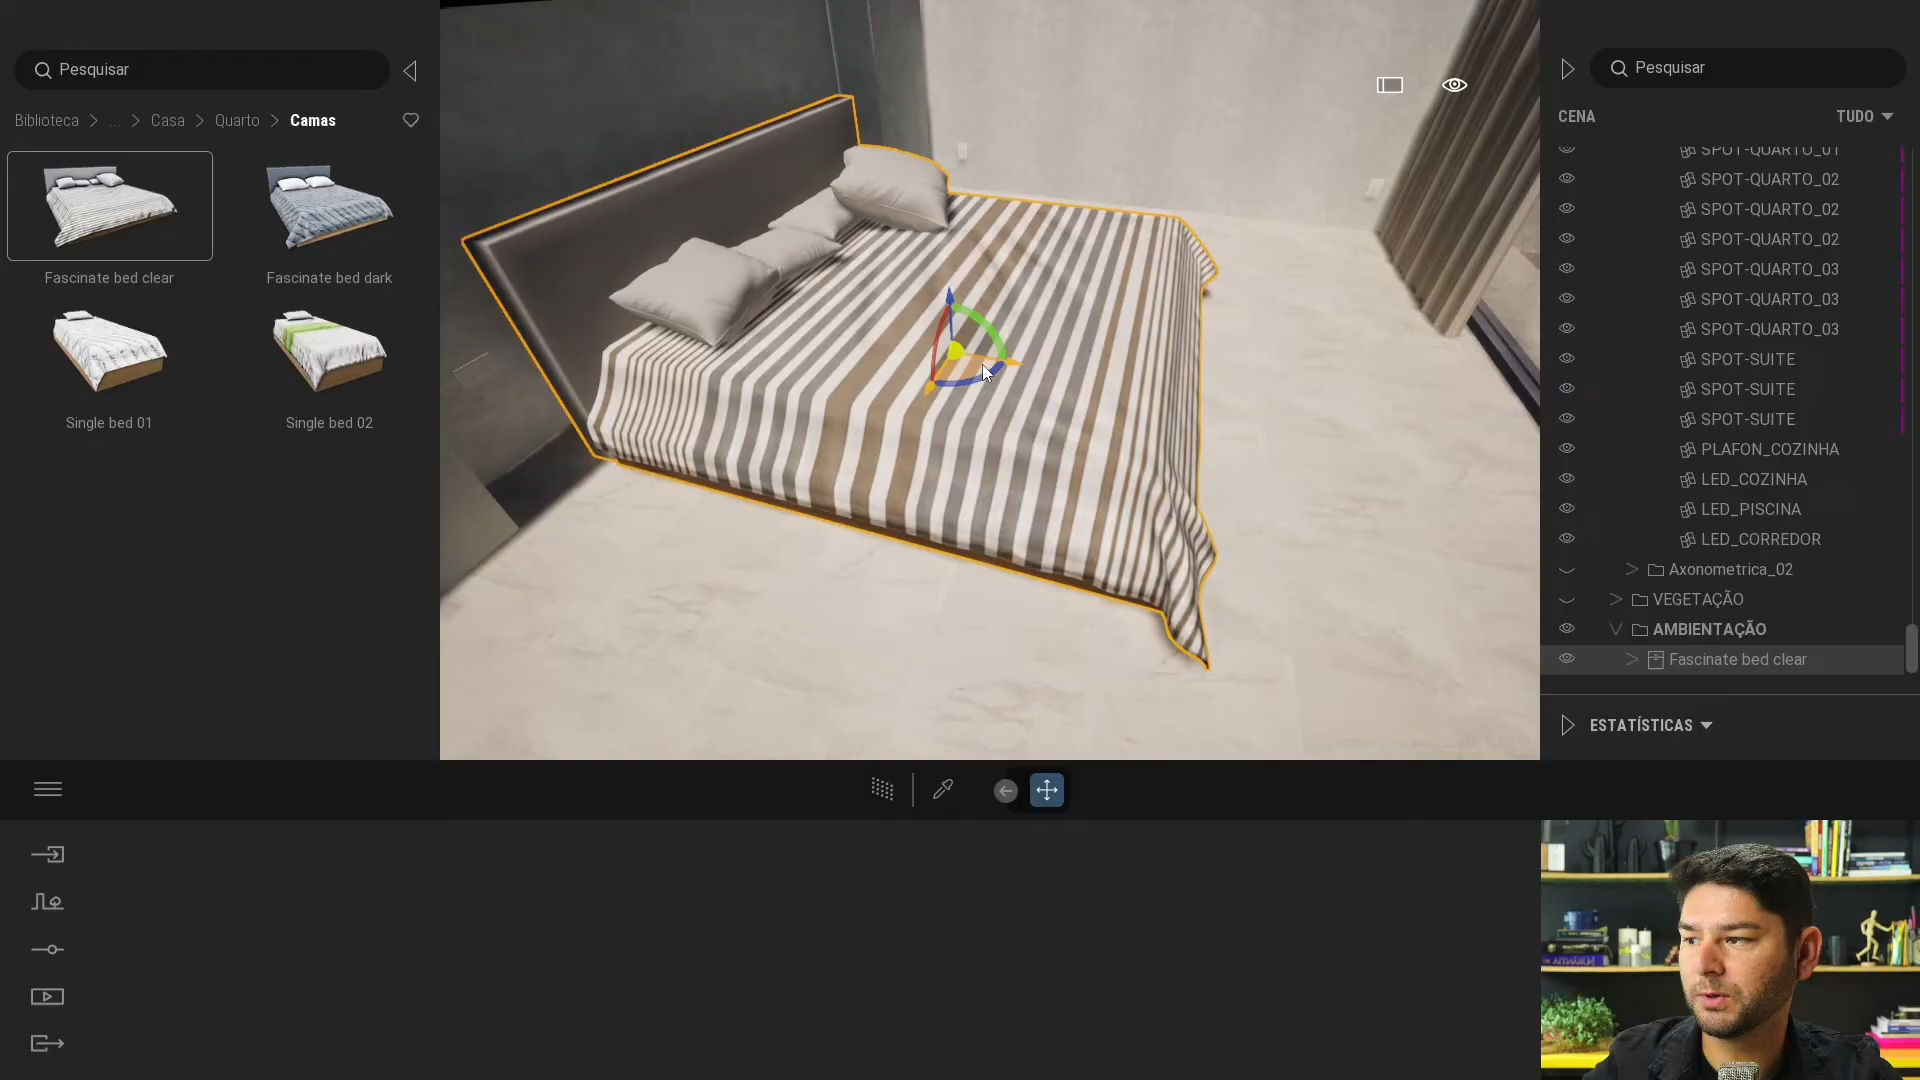 Pesquisar
Biblioteca > ... > Casa > Quarto > Camas
Fascinate bed clear
Fascinate bed dark
Single bed 01
Single bed 02
Pesquisar
CENA
TUDO
SPOT-QUARTO_01
SPOT-QUARTO_02
SPOT-QUARTO_02
SPOT-QUARTO_02
SPOT-QUARTO_03
SPOT-QUARTO_03
SPOT-QUARTO_03
SPOT-SUITE
SPOT-SUITE
SPOT-SUITE
PLAFON_COZINHA
LED_COZINHA
LED_PISCINA
LED_CORREDOR
Axonometrica_02
VEGETAÇÃO
AMBIENTAÇÃO
Fascinate bed clear
ESTATÍSTICAS